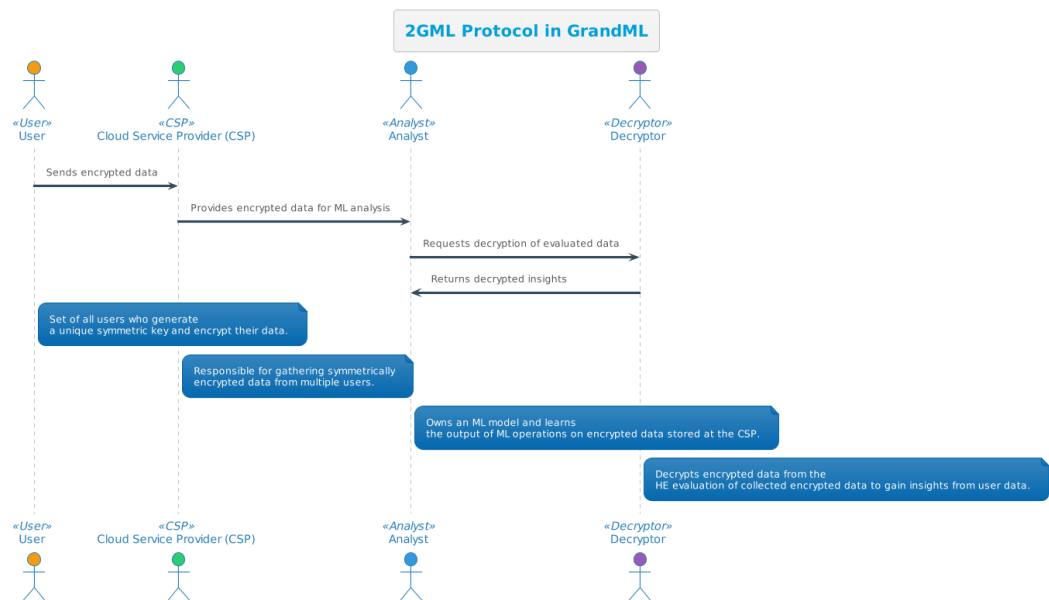 2GML Protocol in GrandML
«User»
User
«CSP»
Cloud Service Provider (CSP)
«Analyst»
Analyst
«Decryptor»
Decryptor
Sends encrypted data
Provides encrypted data for ML analysis
Requests decryption of evaluated data
Returns decrypted insights
Set of all users who generate
a unique symmetric key and encrypt their data.
Responsible for gathering symmetrically
encrypted data from multiple users.
Owns an ML model and learns
the output of ML operations on encrypted data stored at the CSP.
Decrypts encrypted data from the
HE evaluation of collected encrypted data to gain insights from user data.
«User»
User
«CSP»
Cloud Service Provider (CSP)
«Analyst»
Analyst
«Decryptor»
Decryptor